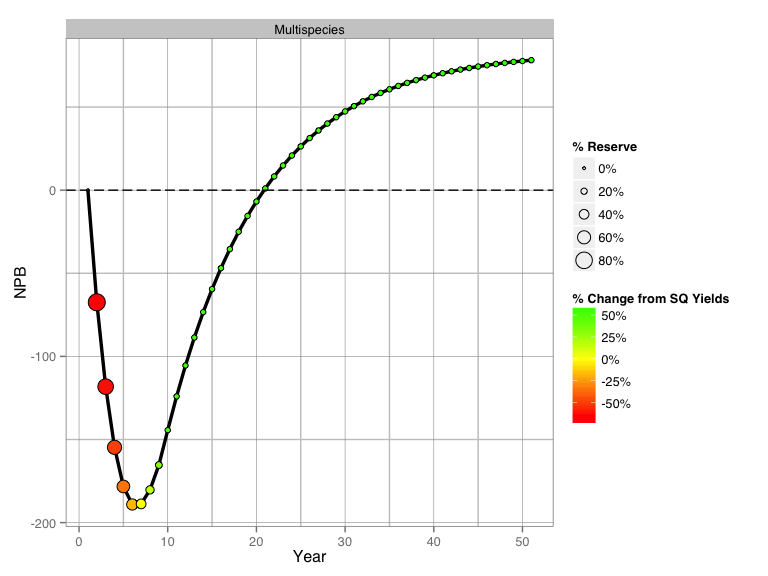 Multispecies
0
-100
-200
NPB
0 10 20 30 40 50
Year
% Reserve
0%
20%
40%
60%
80%
% Change from SQ Yields
50%
25%
0%
-25%
-50%